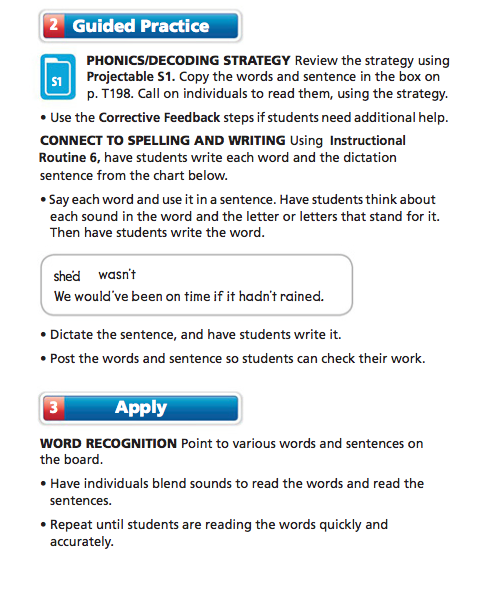 2 Guided Practice
PHONICS/DECODING STRATEGY Review the strategy using
S1
Projectable S1. Copy the words and sentence in the box on
p. T198. Call on individuals to read them, using the strategy.
• Use the Corrective Feedback steps if students need additional help.
CONNECT TO SPELLING AND WRITING Using Instructional
Routine 6, have students write each word and the dictation
sentence from the chart below.
• Say each word and use it in a sentence. Have students think about
each sound in the word and the letter or letters that stand for it.
Then have students write the word.
she'd wasn't
We would've been on time if it hadn't rained.
• Dictate the sentence, and have students write it.
• Post the words and sentence so students can check their work.
3 Apply
WORD RECOGNITION Point to various words and sentences on
the board.
• Have individuals blend sounds to read the words and read the
sentences.
• Repeat until students are reading the words quickly and
accurately.